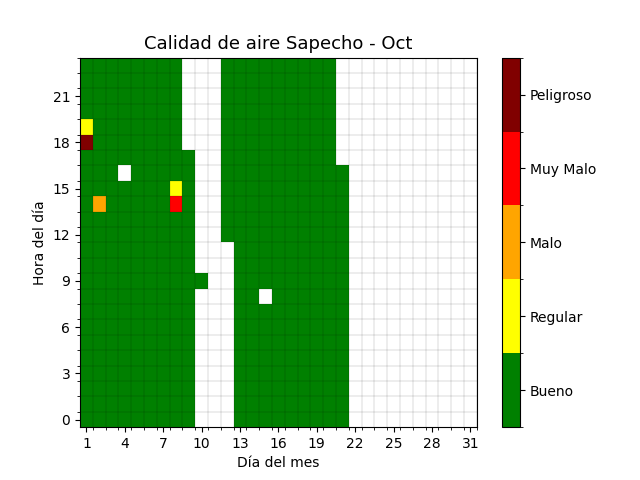 Calidad de aire Sapecho - Oct
Hora del día
21
18
15
12
9
6
3
0
1 4 7 10 13 16 19 22 25 28 31
Día del mes
Peligroso
Muy Malo
Malo
Regular
Bueno